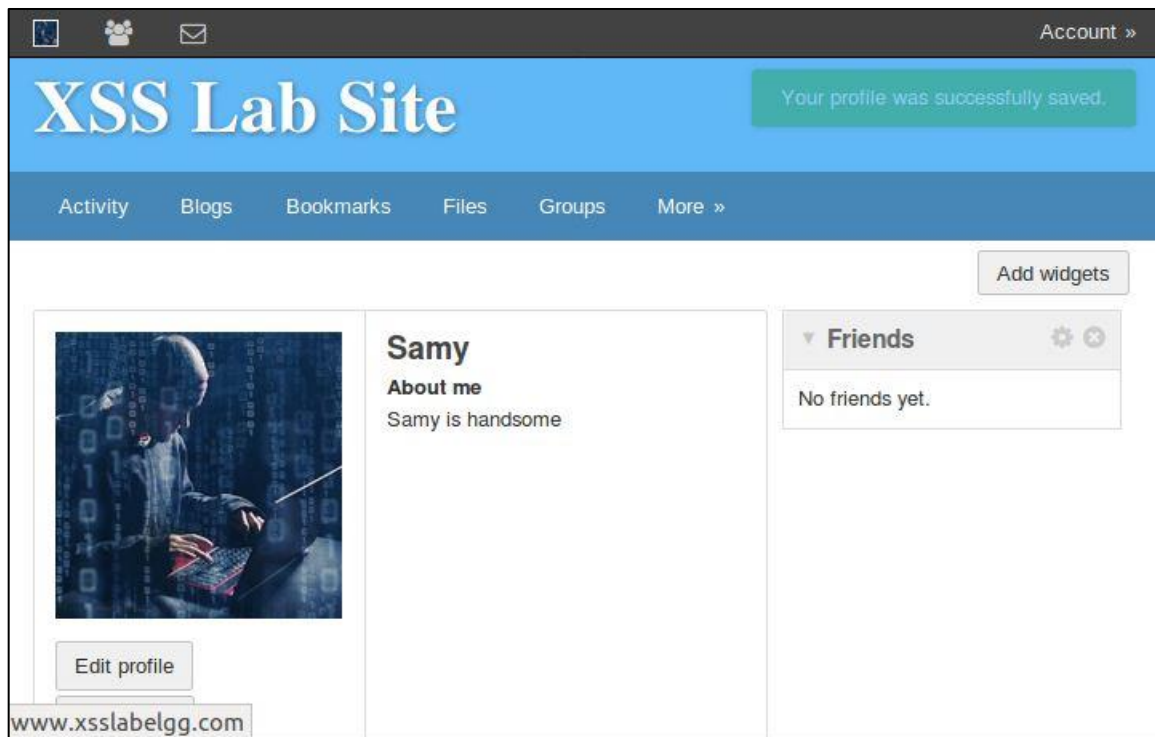 Account »
XSS Lab Site
Your profile was successfully saved.
Activity Blogs Bookmarks Files Groups More »
Add widgets
Samy
About me
Samy is handsome
Friends
No friends yet.
Edit profile
www.xsslabelgg.com